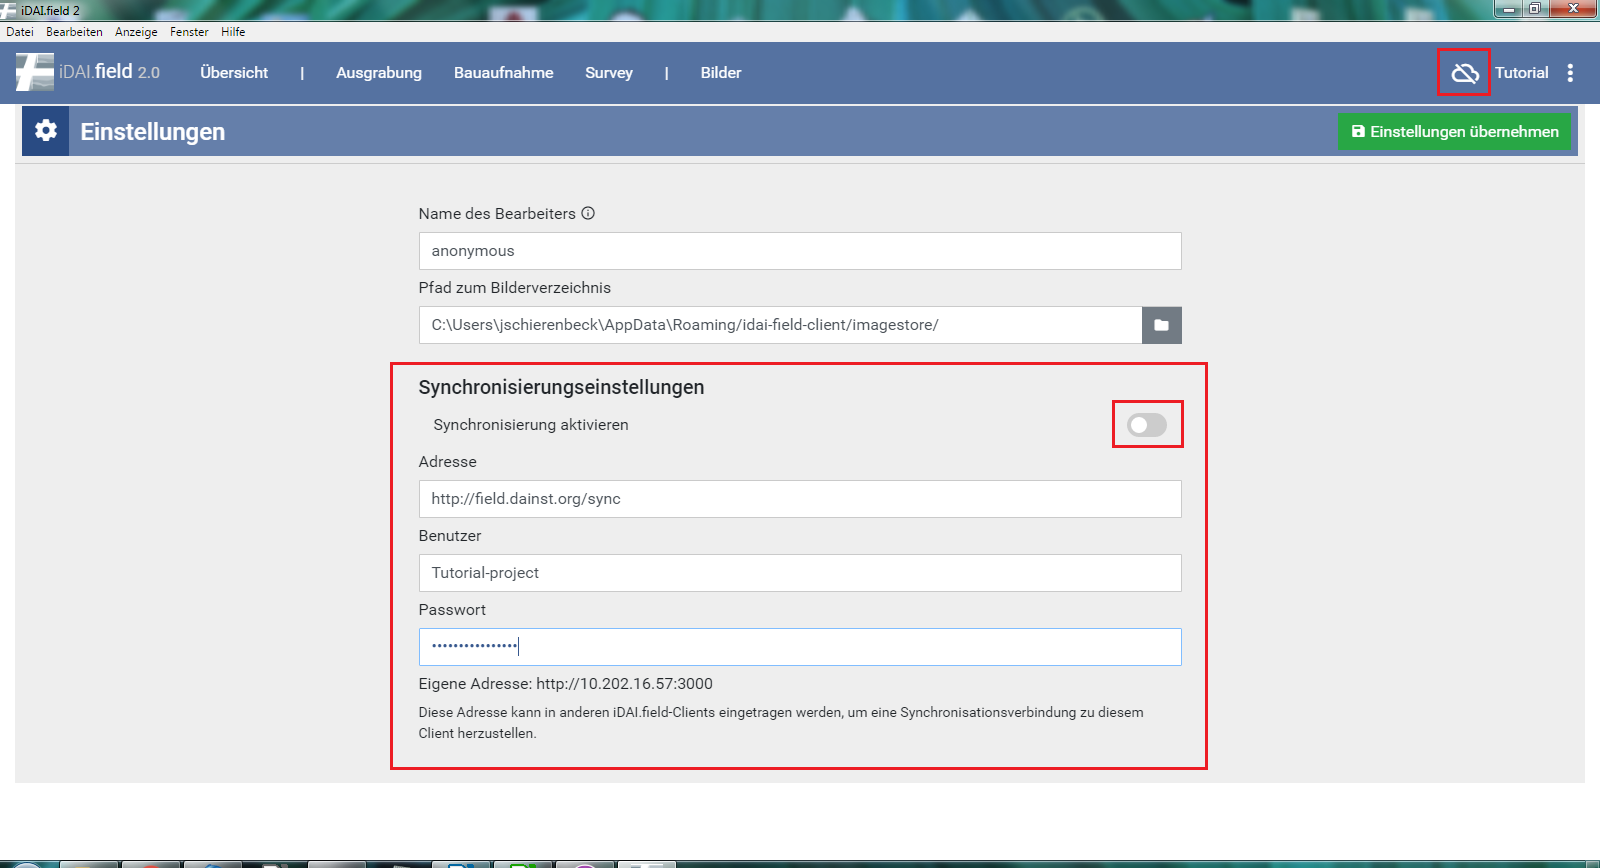 iDAI.field 2
Datei Bearbeiten Anzeige Fenster Hilfe
iDAI.field 2.0 Übersicht | Ausgrabung Bauaufnahme Survey | Bilder Tutorial
Einstellungen Einstellungen übernehmen
Name des Bearbeiters
anonymous
Pfad zum Bilderverzeichnis
C:\Users\jschierenbeck\AppData\Roaming/idai-field-client/imagestore/
Synchronisierungseinstellungen
Synchronisierung aktivieren
Adresse
http://field.dainst.org/sync
Benutzer
Tutorial-project
Passwort
••••••••••••••••
Eigene Adresse: http://10.202.16.57:3000
Diese Adresse kann in anderen iDAI.field-Clients eingetragen werden, um eine Synchronisationsverbindung zu diesem
Client herzustellen.